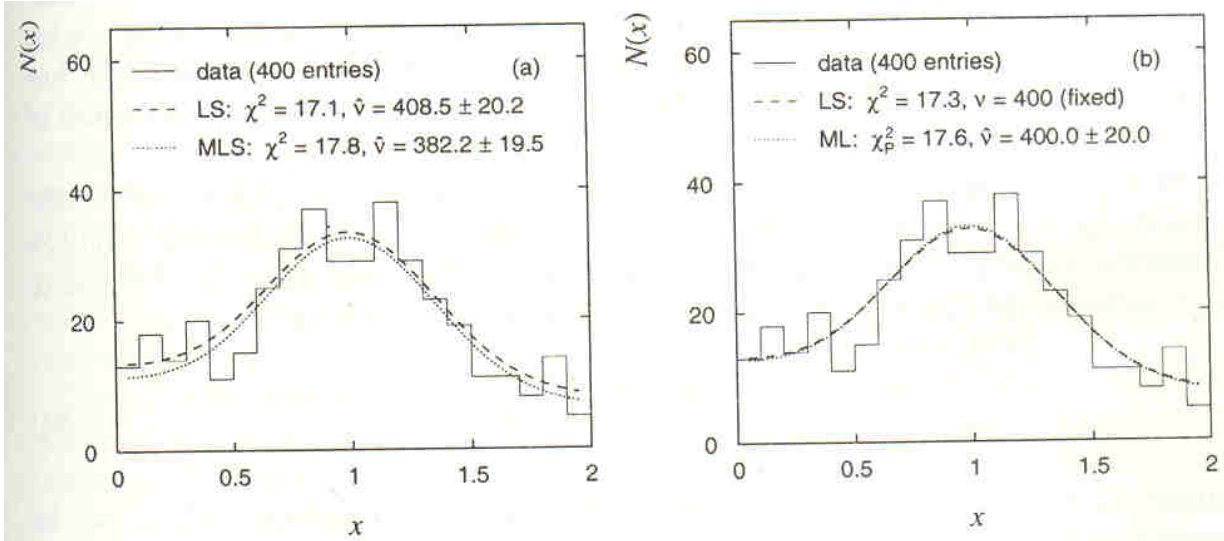 N(x)
60
40
20
0
data (400 entries)
(a)
LS: χ² = 17.1, ν̂ = 408.5 ± 20.2
MLS: χ² = 17.8, ν̂ = 382.2 ± 19.5
0 0.5 1 1.5 2
x
N(x)
60
40
20
0
data (400 entries)
(b)
LS: χ² = 17.3, ν = 400 (fixed)
ML: χ²_P = 17.6, ν̂ = 400.0 ± 20.0
0 0.5 1 1.5 2
x